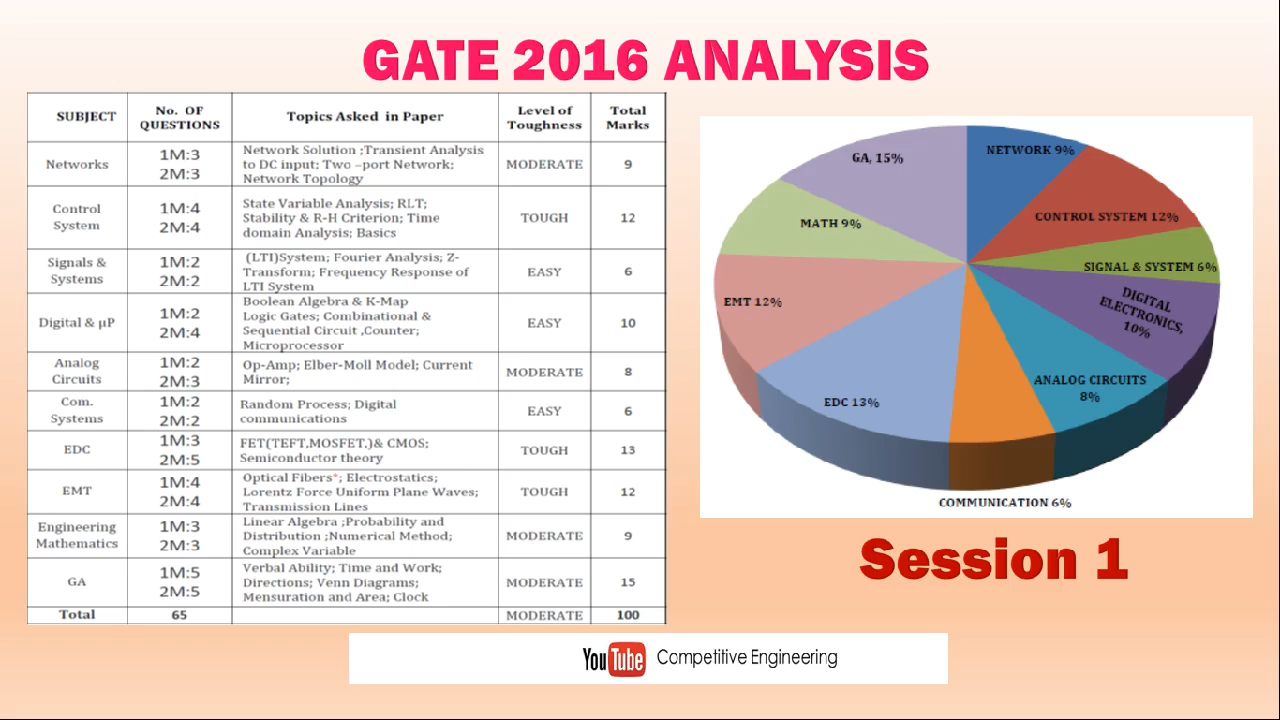 GATE 2016 ANALYSIS
SUBJECT
No. OF
QUESTIONS
Topics Asked in Paper
Level of
Toughness
Total
Marks
Networks
1M:3
2M:3
Network Solution ;Transient Analysis
to DC input; Two –port Network;
Network Topology
MODERATE
9
Control
System
1M:4
2M:4
State Variable Analysis; RLT;
Stability & R-H Criterion; Time
domain Analysis; Basics
TOUGH
12
Signals &
Systems
1M:2
2M:2
(LTI)System; Fourier Analysis; Z-
Transform; Frequency Response of
LTI System
EASY
6
Digital & µP
1M:2
2M:4
Boolean Algebra & K-Map
Logic Gates; Combinational &
Sequential Circuit ,Counter;
Microprocessor
EASY
10
Analog
Circuits
1M:2
2M:3
Op-Amp; Elber-Moll Model; Current
Mirror;
MODERATE
8
Com.
Systems
1M:2
2M:2
Random Process; Digital
communications
EASY
6
EDC
1M:3
2M:5
FET(TEFT,MOSFET,)& CMOS;
Semiconductor theory
TOUGH
13
EMT
1M:4
2M:4
Optical Fibers*; Electrostatics;
Lorentz Force Uniform Plane Waves;
Transmission Lines
TOUGH
12
Engineering
Mathematics
1M:3
2M:3
Linear Algebra ;Probability and
Distribution ;Numerical Method;
Complex Variable
MODERATE
9
GA
1M:5
2M:5
Verbal Ability; Time and Work;
Directions; Venn Diagrams;
Mensuration and Area; Clock
MODERATE
15
Total
65
MODERATE
100
GA, 15%
NETWORK 9%
MATH 9%
CONTROL SYSTEM 12%
SIGNAL & SYSTEM 6%
EMT 12%
DIGITAL
ELECTRONICS,
10%
ANALOG CIRCUITS
8%
EDC 13%
COMMUNICATION 6%
Session 1
YouTube Competitive Engineering